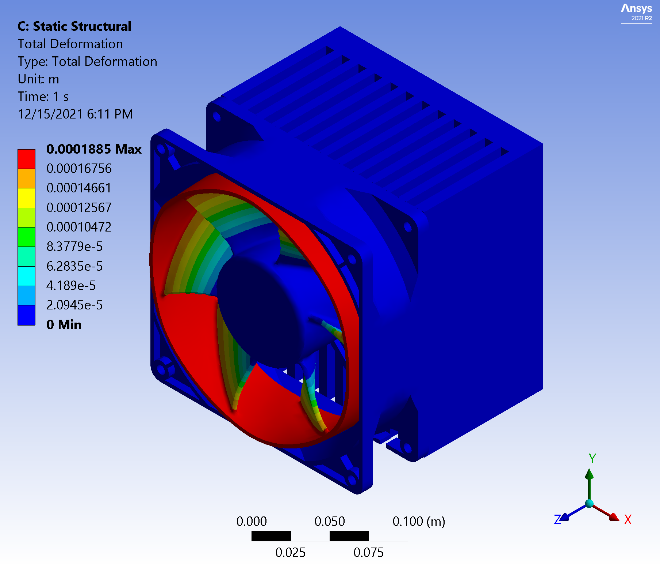 Ansys
2021 R2
C: Static Structural
Total Deformation
Type: Total Deformation
Unit: m
Time: 1 s
12/15/2021 6:11 PM
0.0001885 Max
0.00016756
0.00014661
0.00012567
0.00010472
8.3779e-5
6.2835e-5
4.189e-5
2.0945e-5
0 Min
0.000 0.050 0.100 (m)
0.025 0.075
Y
Z X